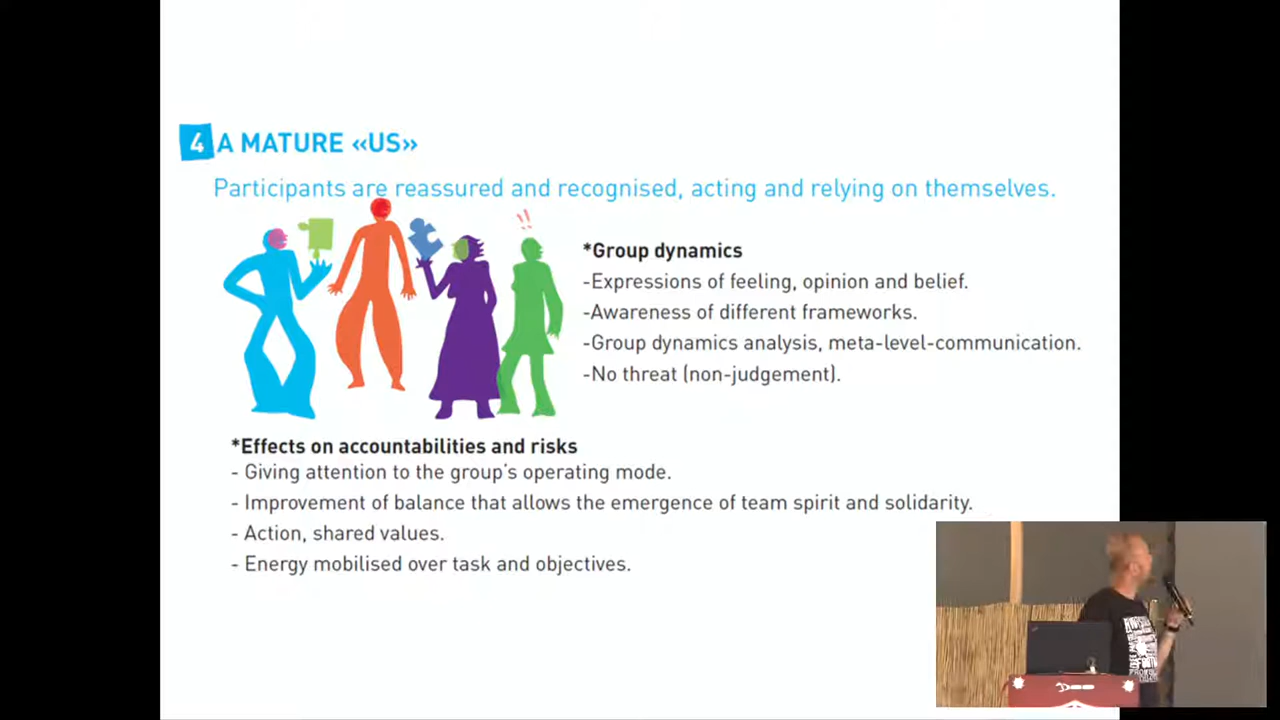 4 A MATURE «US»
Participants are reassured and recognised, acting and relying on themselves.
!!
*Group dynamics
-Expressions of feeling, opinion and belief.
-Awareness of different frameworks.
-Group dynamics analysis, meta-level-communication.
-No threat (non-judgement).
*Effects on accountabilities and risks
- Giving attention to the group's operating mode.
- Improvement of balance that allows the emergence of team spirit and solidarity.
- Action, shared values.
- Energy mobilised over task and objectives.